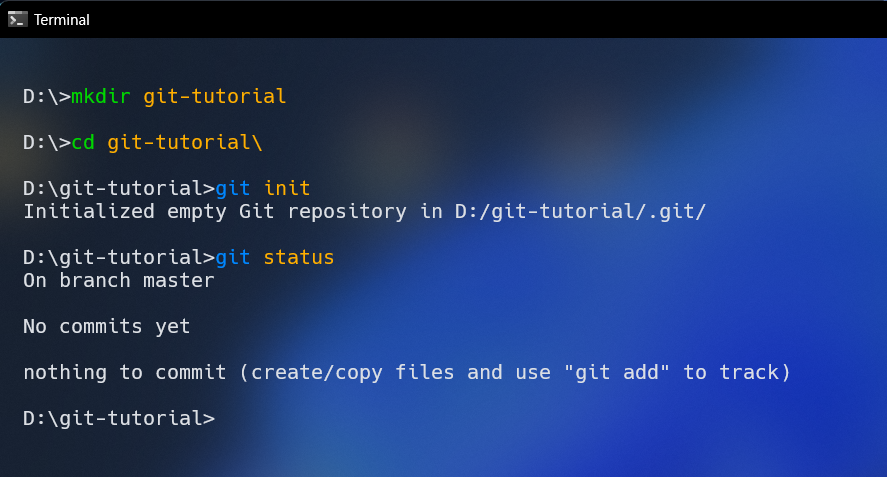 Terminal
D:\>mkdir git-tutorial
D:\>cd git-tutorial\
D:\git-tutorial>git init
Initialized empty Git repository in D:/git-tutorial/.git/
D:\git-tutorial>git status
On branch master
No commits yet
nothing to commit (create/copy files and use "git add" to track)
D:\git-tutorial>